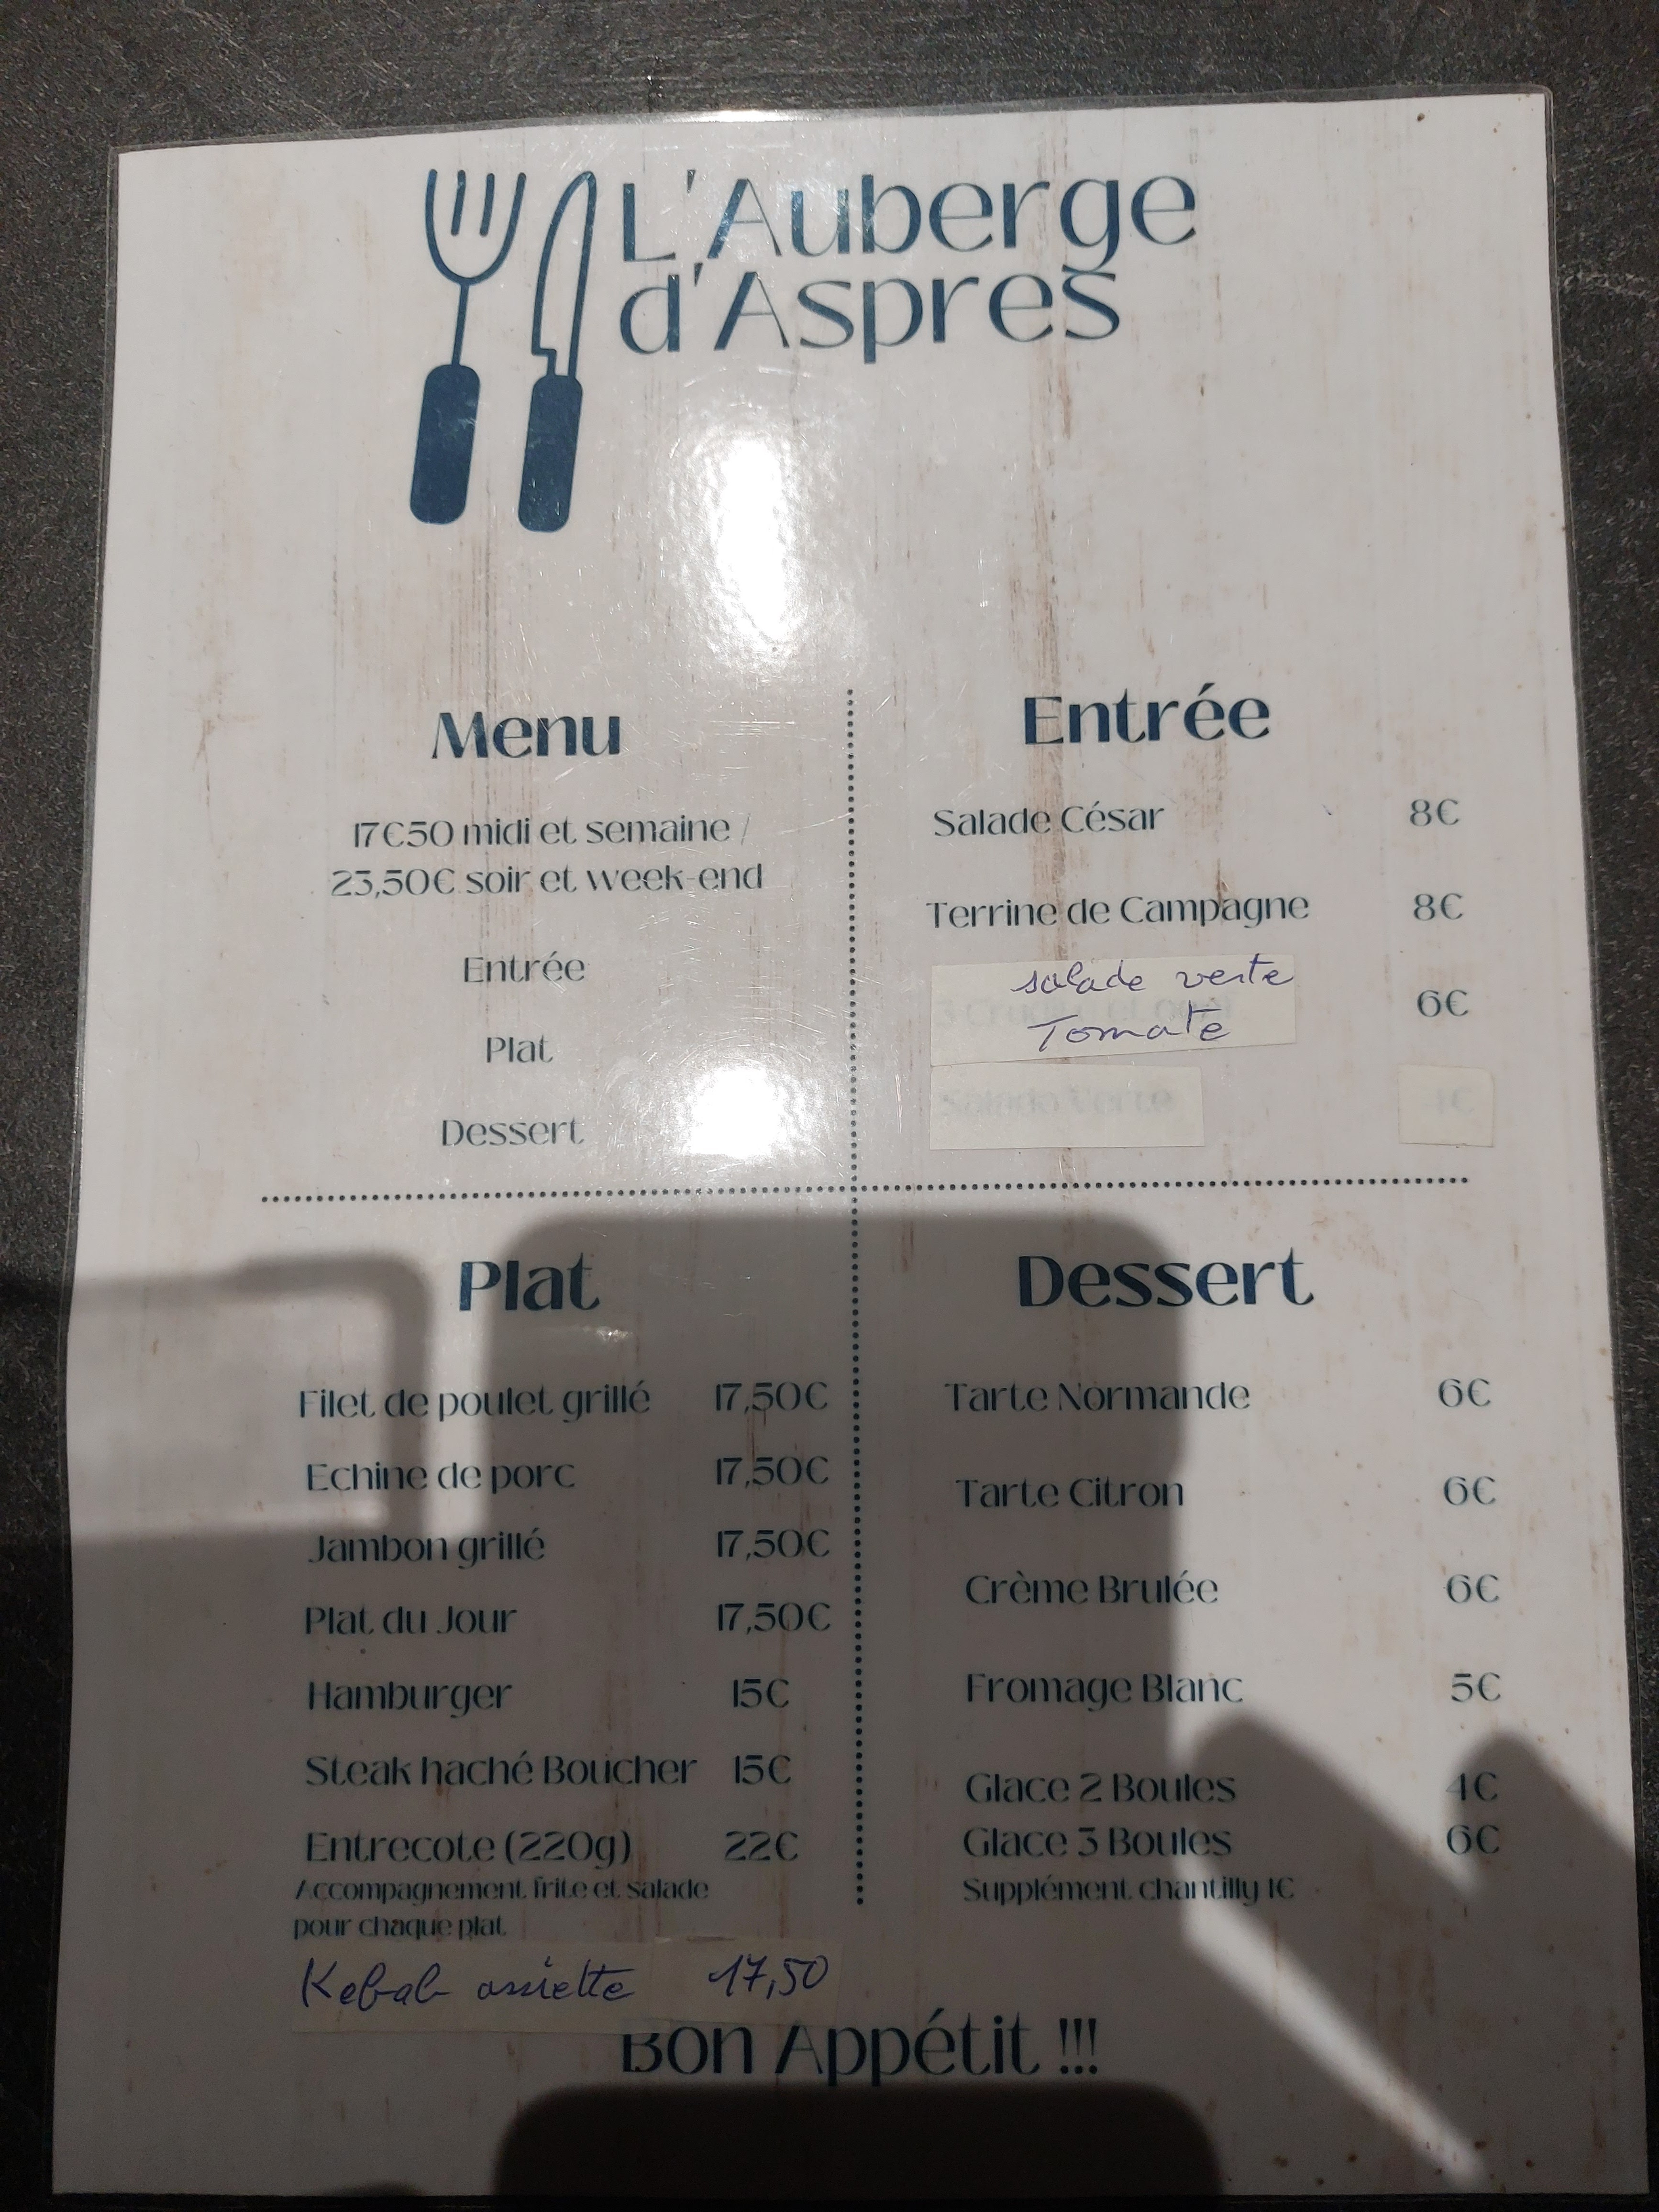 L'Auberge
d'Aspres
Menu
17€50 midi et semaine /
23,50€ soir et week-end
Entrée
Plat
Dessert
Entrée
Salade César 8€
Terrine de Campagne 8€
salade verte
Tomate 6€
Salade Verte 4€
Plat
Filet de poulet grillé 17,50€
Echine de porc 17,50€
Jambon grillé 17,50€
Plat du Jour 17,50€
Hamburger 15€
Steak haché Boucher 15€
Entrecote (220g) 22€
Accompagnement frite et salade
pour chaque plat
Kebab assiette 17,50
Dessert
Tarte Normande 6€
Tarte Citron 6€
Crème Brulée 6€
Fromage Blanc 5€
Glace 2 Boules 4€
Glace 3 Boules 6€
Supplément chantilly 1€
Bon Appétit !!!